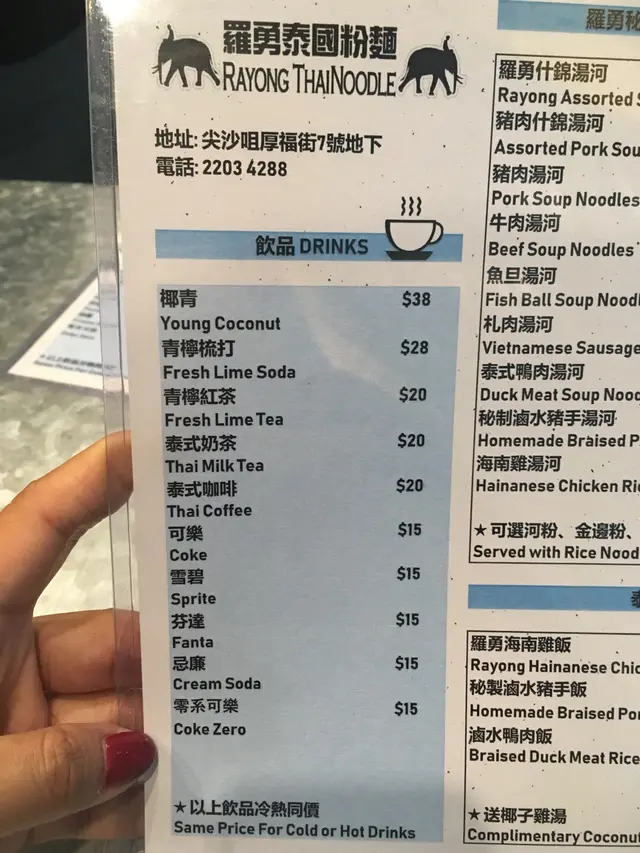 羅勇泰國粉麵
RAYONG THAINOODLE
地址: 尖沙咀厚福街7號地下
電話: 2203 4288
飲品 DRINKS
椰青 $38
Young Coconut
青檸梳打 $28
Fresh Lime Soda
青檸紅茶 $20
Fresh Lime Tea
泰式奶茶 $20
Thai Milk Tea
泰式咖啡 $20
Thai Coffee
可樂 $15
Coke
雪碧 $15
Sprite
芬達 $15
Fanta
忌廉 $15
Cream Soda
零系可樂 $15
Coke Zero
★以上飲品冷熱同價
Same Price For Cold or Hot Drinks
羅勇
羅勇什錦湯河
Rayong Assorted
豬肉什錦湯河
Assorted Pork
豬肉湯河
Pork Soup Noodles
牛肉湯河
Beef Soup Noodles
魚旦湯河
Fish Ball Soup
札肉湯河
Vietnamese Sausage
泰式鴨肉湯河
Duck Meat Soup
秘制滷水豬手湯河
Homemade Braised
海南雞湯河
Hainanese Chicken
★可選河粉、金邊粉、
Served with Rice
羅勇海南雞飯
Rayong Hainanese
秘製滷水豬手飯
Homemade Braised
滷水鴨肉飯
Braised Duck Meat Rice
★送椰子雞湯
Complimentary